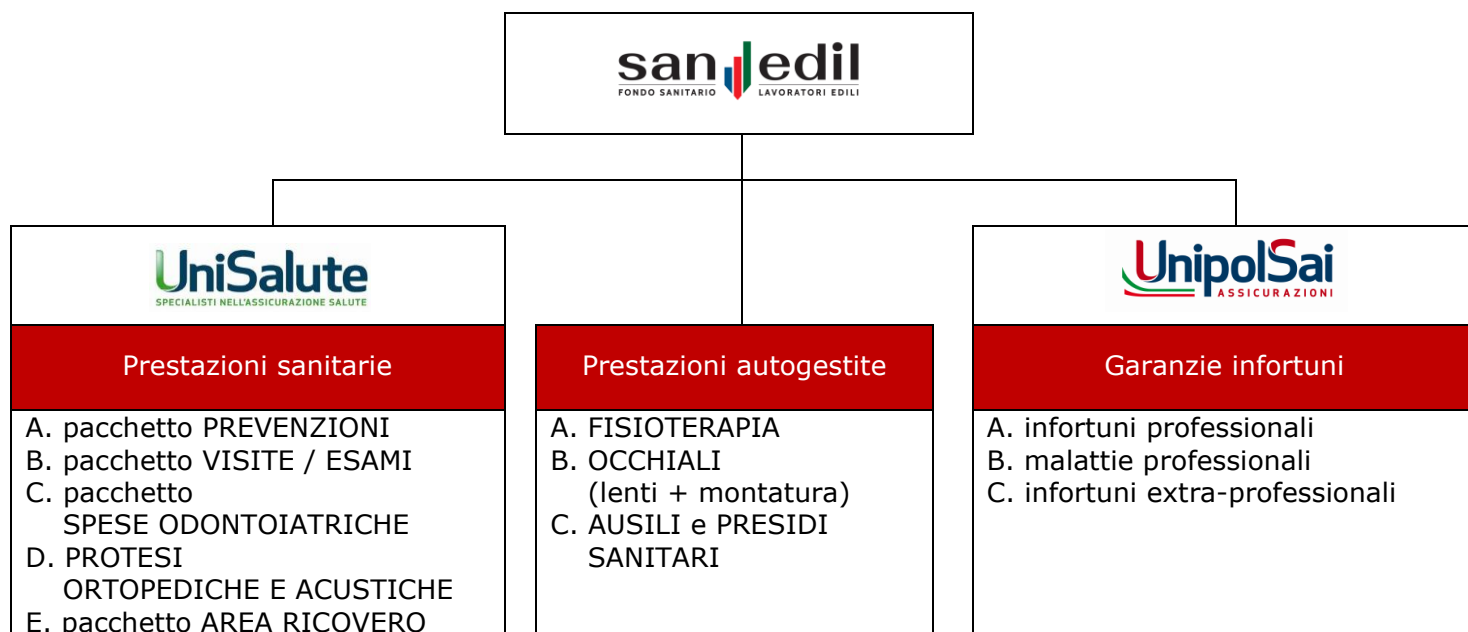 san edil
FONDO SANITARIO LAVORATORI EDILI
UniSalute
SPECIALISTI NELL'ASSICURAZIONE SALUTE
Prestazioni sanitarie
A. pacchetto PREVENZIONI
B. pacchetto VISITE / ESAMI
C. pacchetto
SPESE ODONTOIATRICHE
D. PROTESI
ORTOPEDICHE E ACUSTICHE
E. pacchetto AREA RICOVERO
Prestazioni autogestite
A. FISIOTERAPIA
B. OCCHIALI
(lenti + montatura)
C. AUSILI e PRESIDI
SANITARI
UnipolSai
ASSICURAZIONI
Garanzie infortuni
A. infortuni professionali
B. malattie professionali
C. infortuni extra-professionali